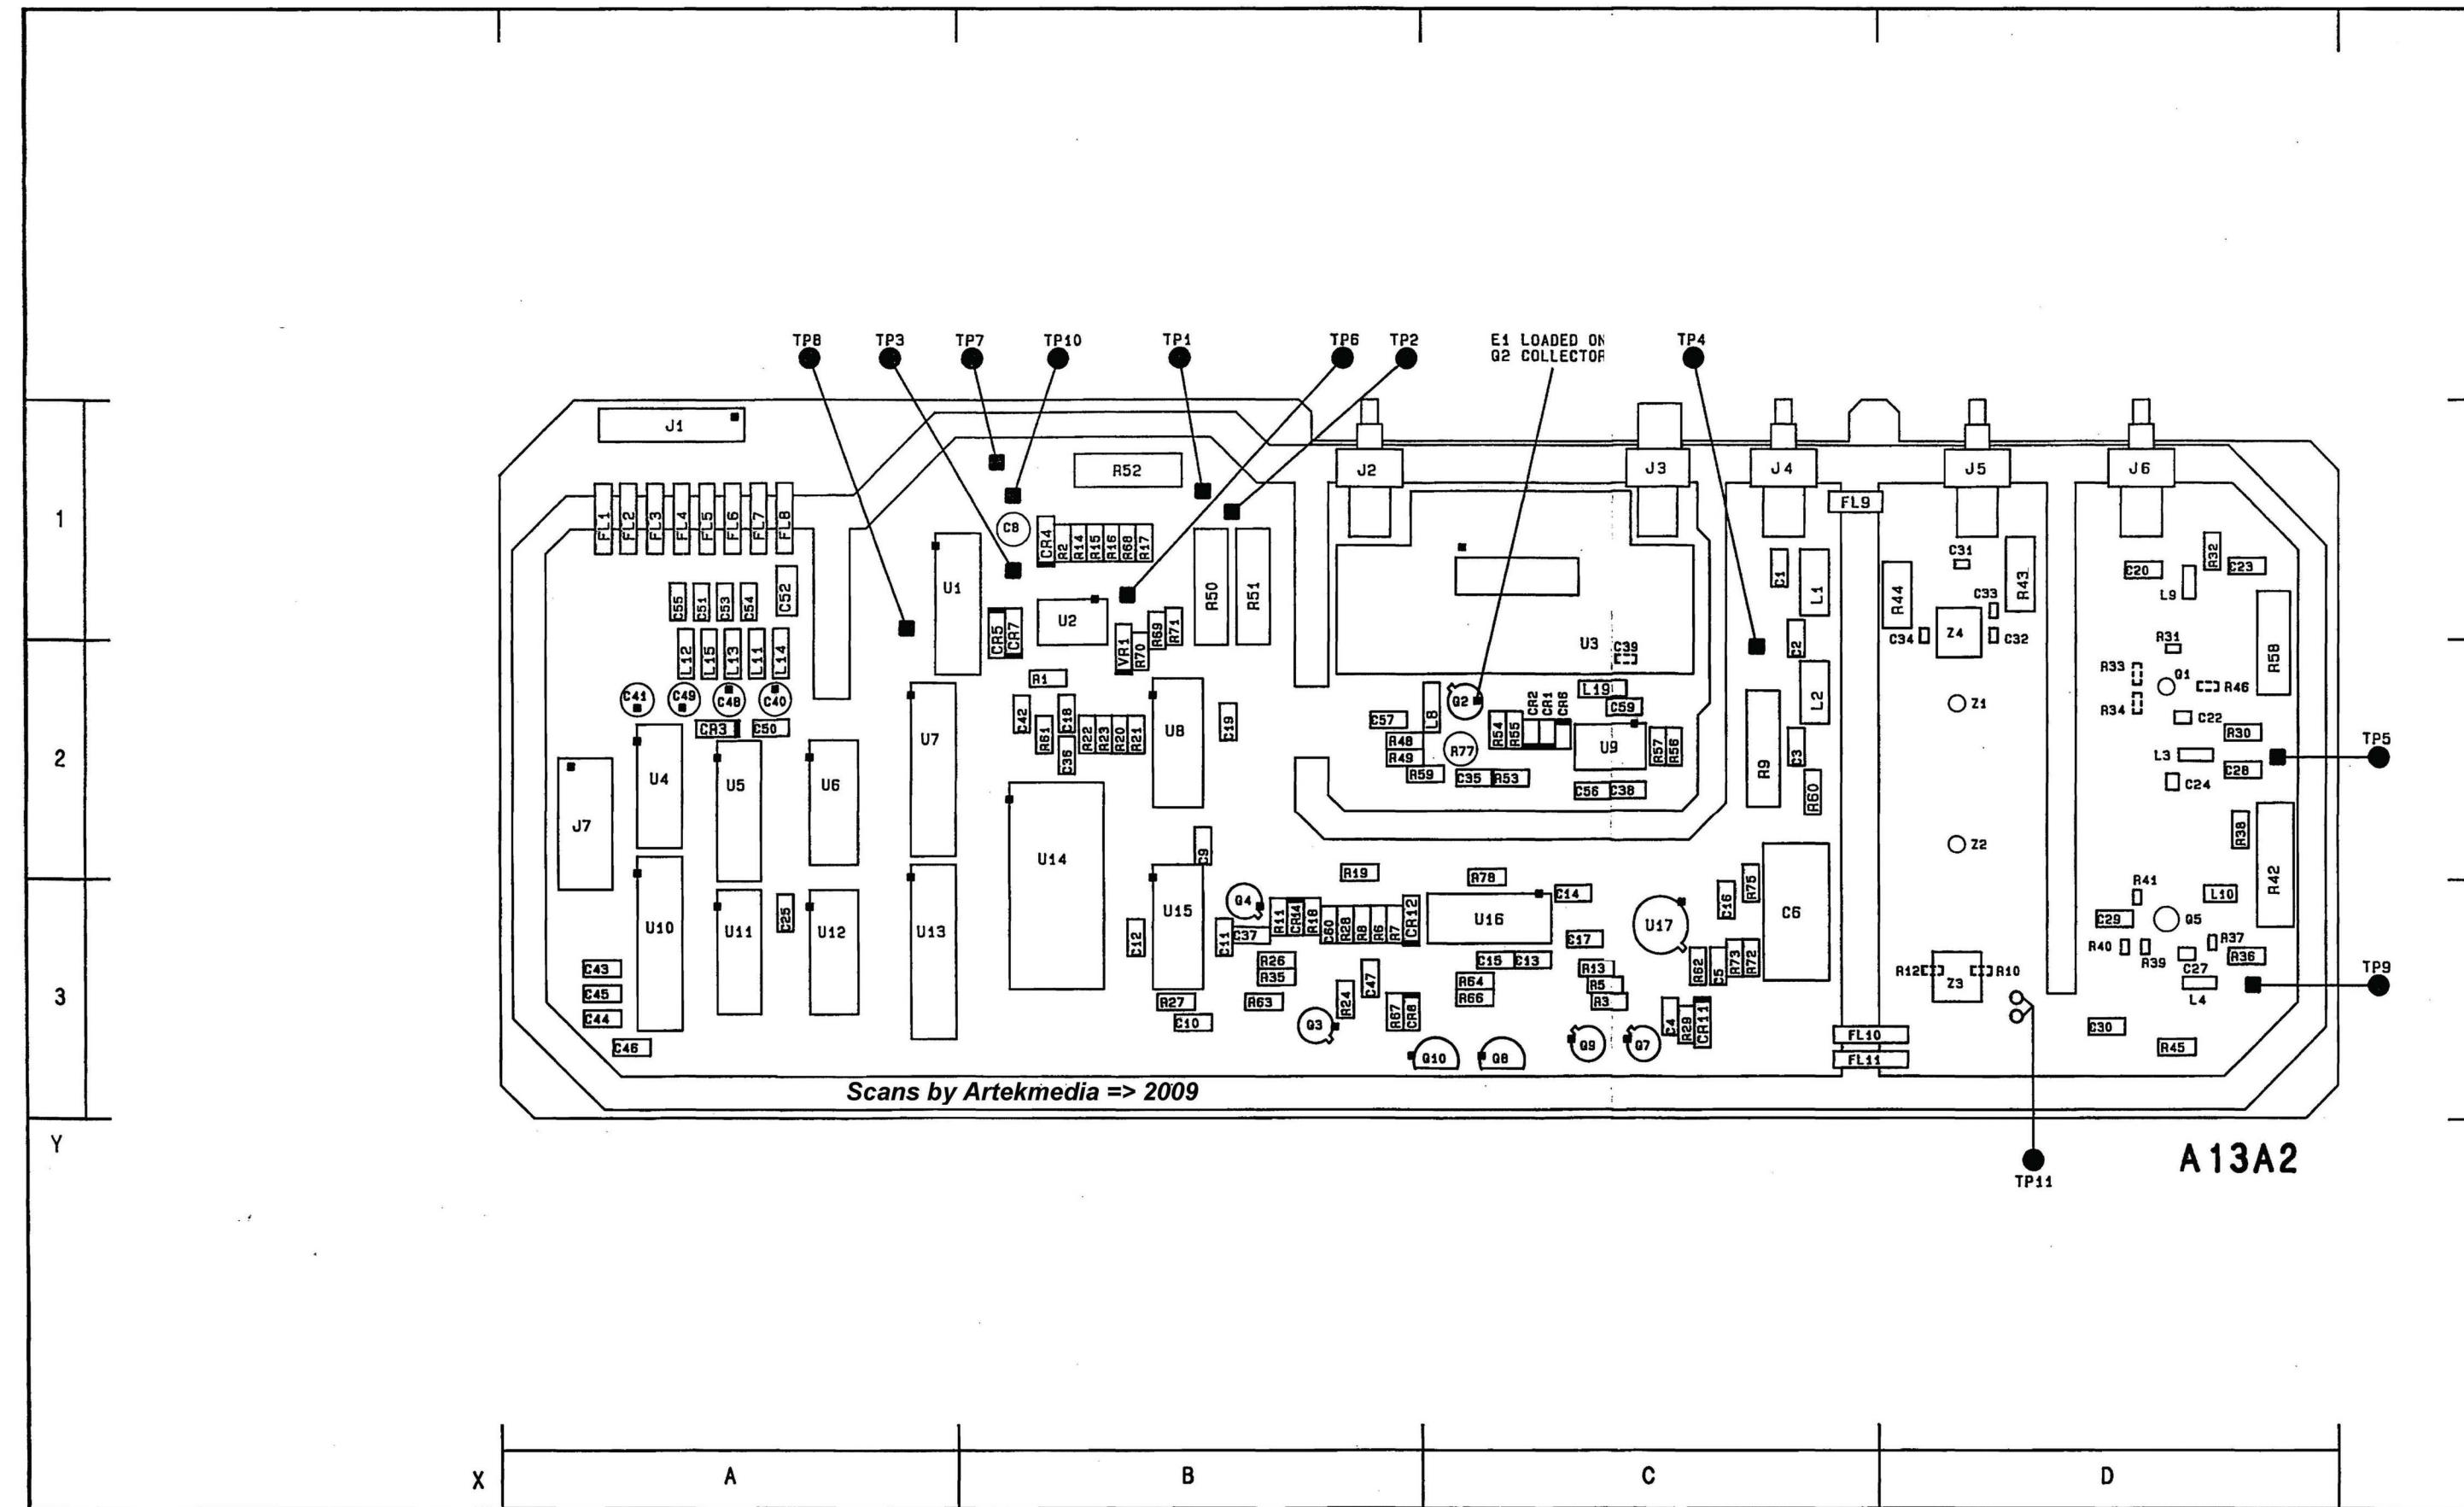 TP8 TP3 TP7 TP10 TP1 TP6 TP2 E1 LOADED ON TP4
Q2 COLLECTOR
J1
R52 J2 J3 J4 J5 J6
1
FL1 FL2 FL3 FL4 FL5 FL6 FL7 FL8 FL9
C8 CR4 R2 R14 R15 R16 R68 R17
C31 R43 C20 R32 C23
C55 C51 C53 C54 C52 U1 R50 R51 C1 L1 R44 C33 L9
CR5 CR7 U2 VR1 R70 R69 R71 U3 C39 C2 C34 Z4 C32 R31 R58
L12 L15 L13 L11 L14 R1 R33 Q1 R46
C41 C49 C48 C40 C42 C18 L8 Q2 CR2 CR1 CR6 L19 C59 L2 Z1 R34 C22
CR3 C50 R61 C36 R22 R23 R20 R21 U8 C19 C57 R48 R49 R77 R54 R55 U9 R57 R56 C3 R30
2
U7 L3 TP5
U4 U5 U6 R59 C35 R53 C56 C38 R9 R60 C28 C24
J7 R38
U14 C9 Z2
R19 R78 C14 R75 R41 L10 R42
Q4 R11 CR14 R18 C60 R28 R8 R6 R7 CR12 U16 C16 C6
U10 U11 C25 U12 U13 C12 U15 C11 C37 C17 U17 C29 Q5
R26 R35 C15 C13 R62 C5 R73 R72 R40 R39 R37 R36 C27
C43 R13 R12 R10 TP9
3
C45 R27 R63 R24 C47 R64 R66 R5 R3 Z3 L4
C44 C10 Q3 R67 C4 R29 CR11 C30
C46 Q10 Q8 Q9 Q7 FL10 FL11 R45
Scans by Artekmedia => 2009
Y A13A2
TP11
X A B C D